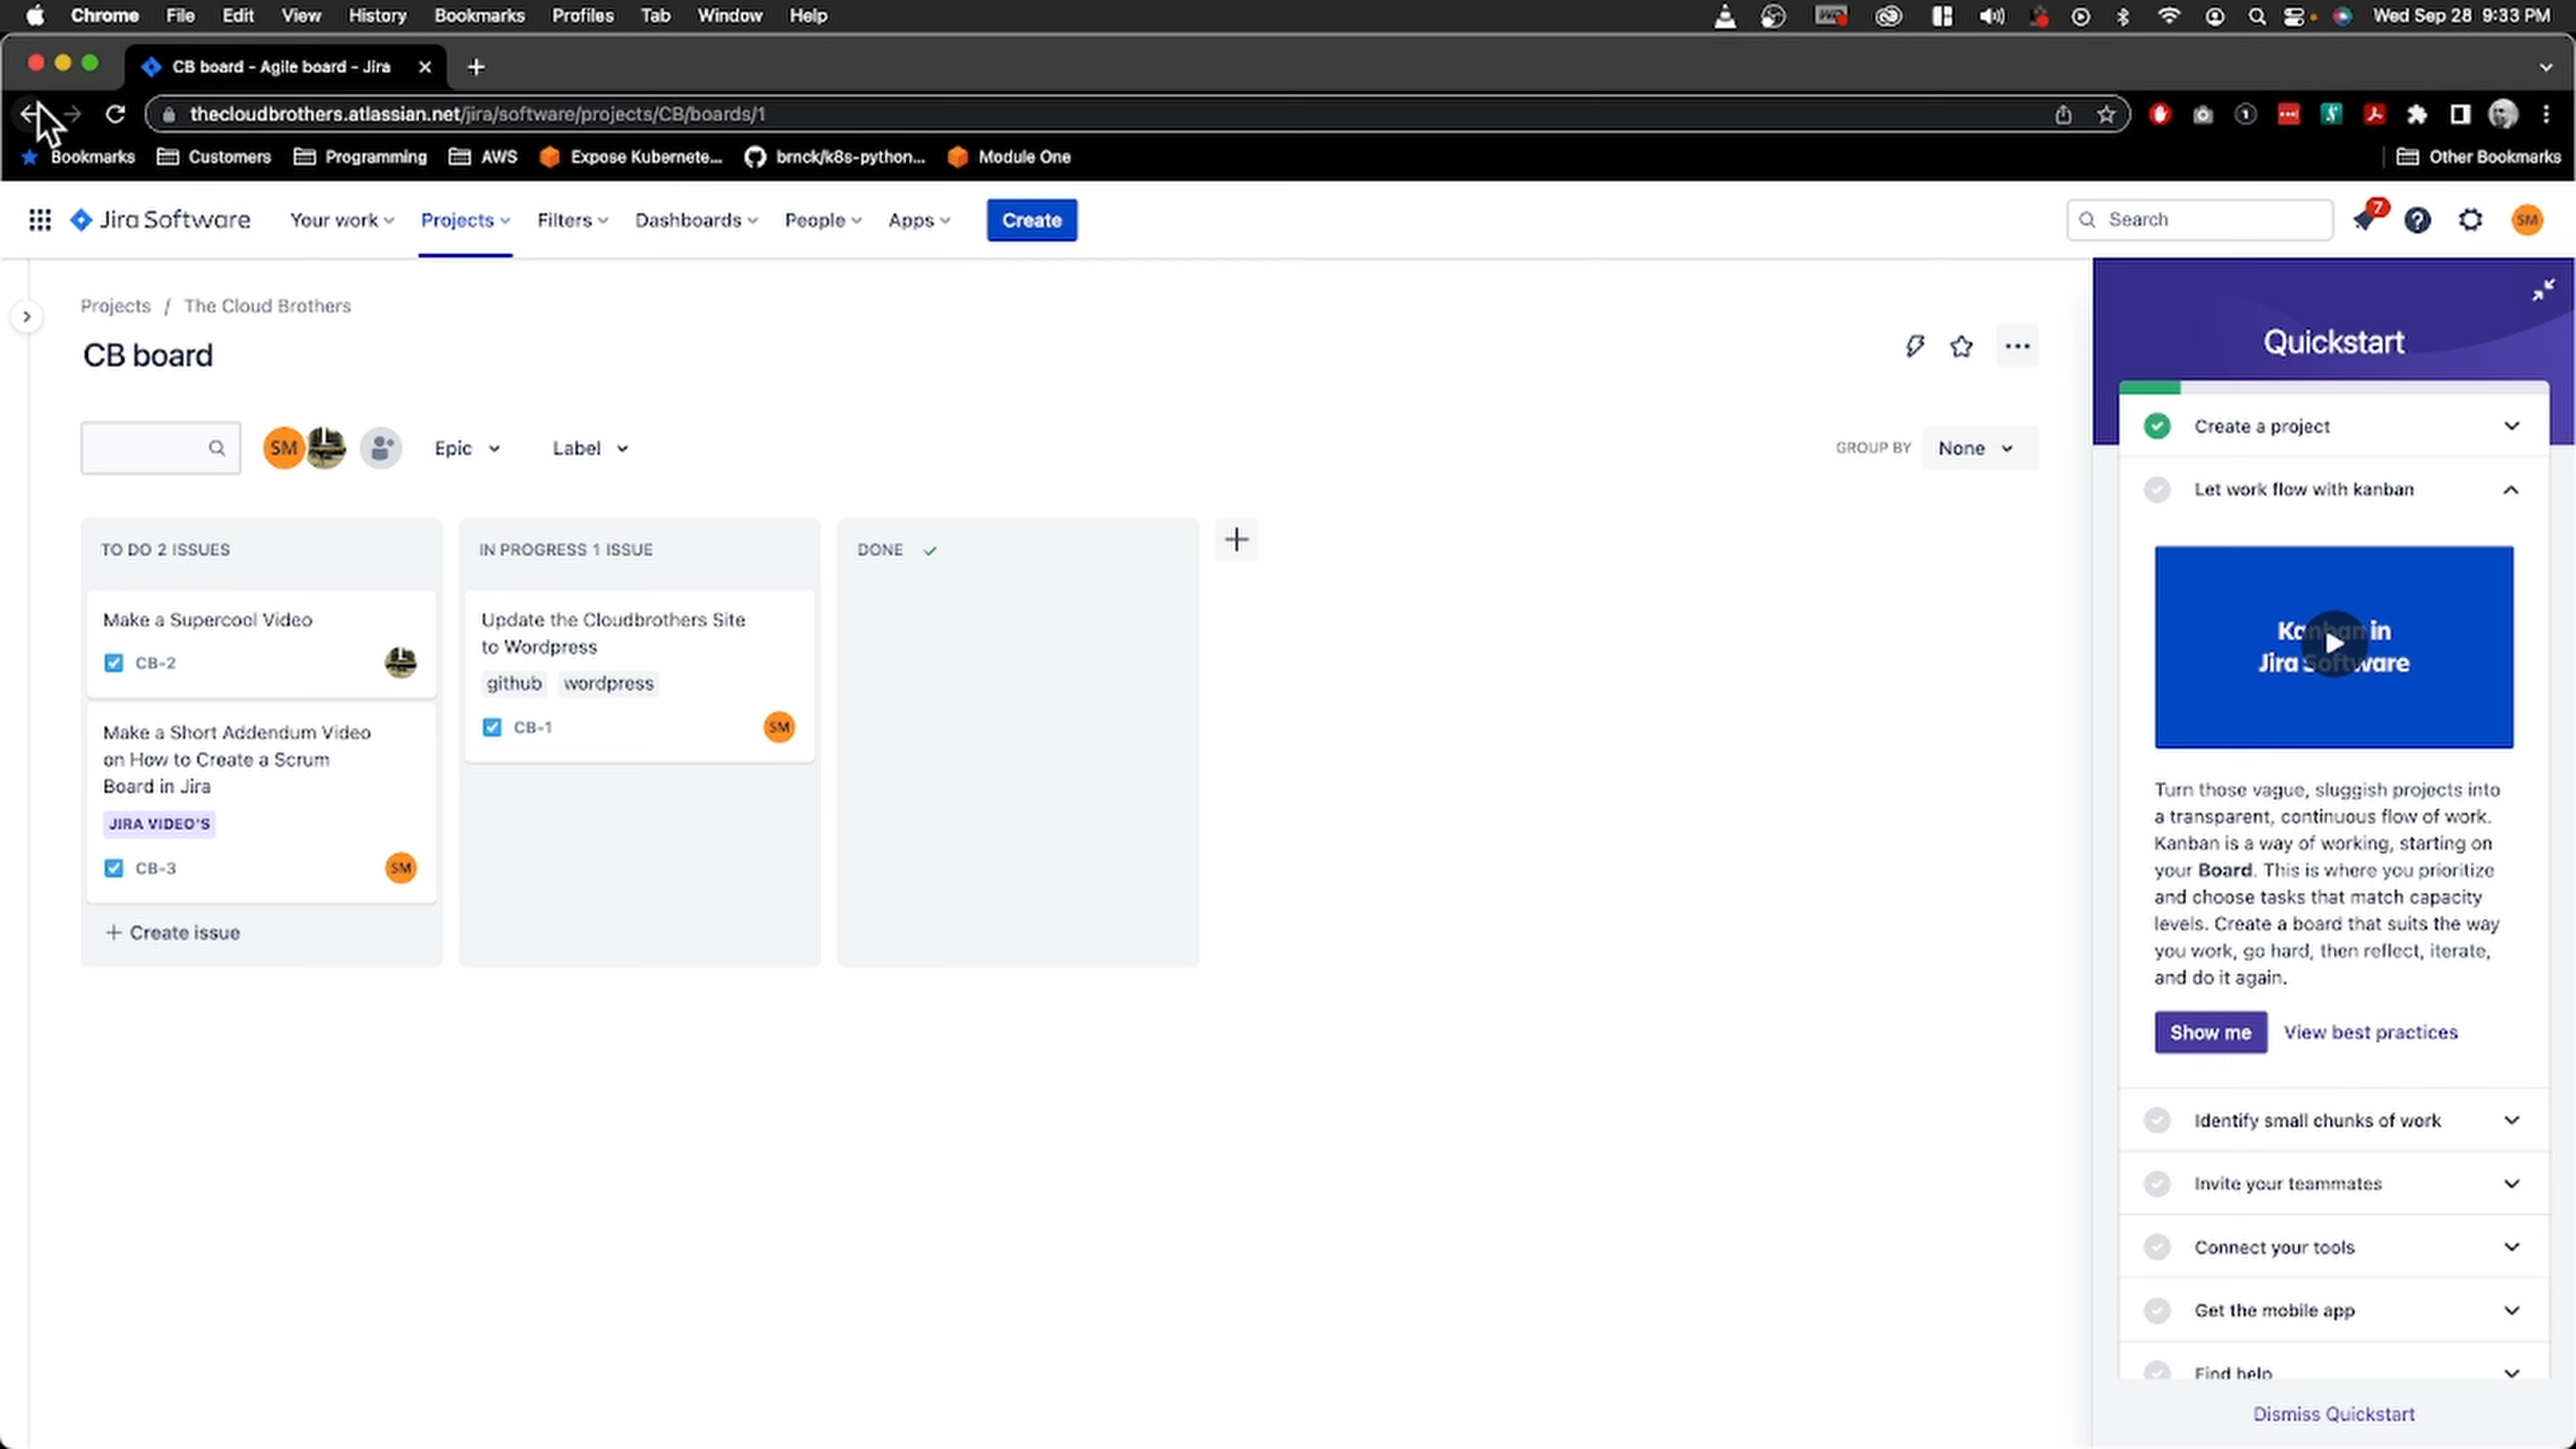 Chrome File Edit View History Bookmarks Profiles Tab Window Help Wed Sep 28 9:33 PM
CB board - Agile board - Jira
thecloudbrothers.atlassian.net/jira/software/projects/CB/boards/1
Bookmarks Customers Programming AWS Expose Kubernete... brnck/k8s-python... Module One Other Bookmarks
Jira Software Your work Projects Filters Dashboards People Apps Create Search 7 SM
Projects / The Cloud Brothers
CB board
SM Epic Label GROUP BY None
TO DO 2 ISSUES
Make a Supercool Video
CB-2
Make a Short Addendum Video
on How to Create a Scrum
Board in Jira
JIRA VIDEO'S
CB-3 SM
+ Create issue
IN PROGRESS 1 ISSUE
Update the Cloudbrothers Site
to Wordpress
github wordpress
CB-1 SM
DONE
Quickstart
Create a project
Let work flow with kanban
Kanban in
Jira Software
Turn those vague, sluggish projects into
a transparent, continuous flow of work.
Kanban is a way of working, starting on
your Board. This is where you prioritize
and choose tasks that match capacity
levels. Create a board that suits the way
you work, go hard, then reflect, iterate,
and do it again.
Show me View best practices
Identify small chunks of work
Invite your teammates
Connect your tools
Get the mobile app
Find help
Dismiss Quickstart